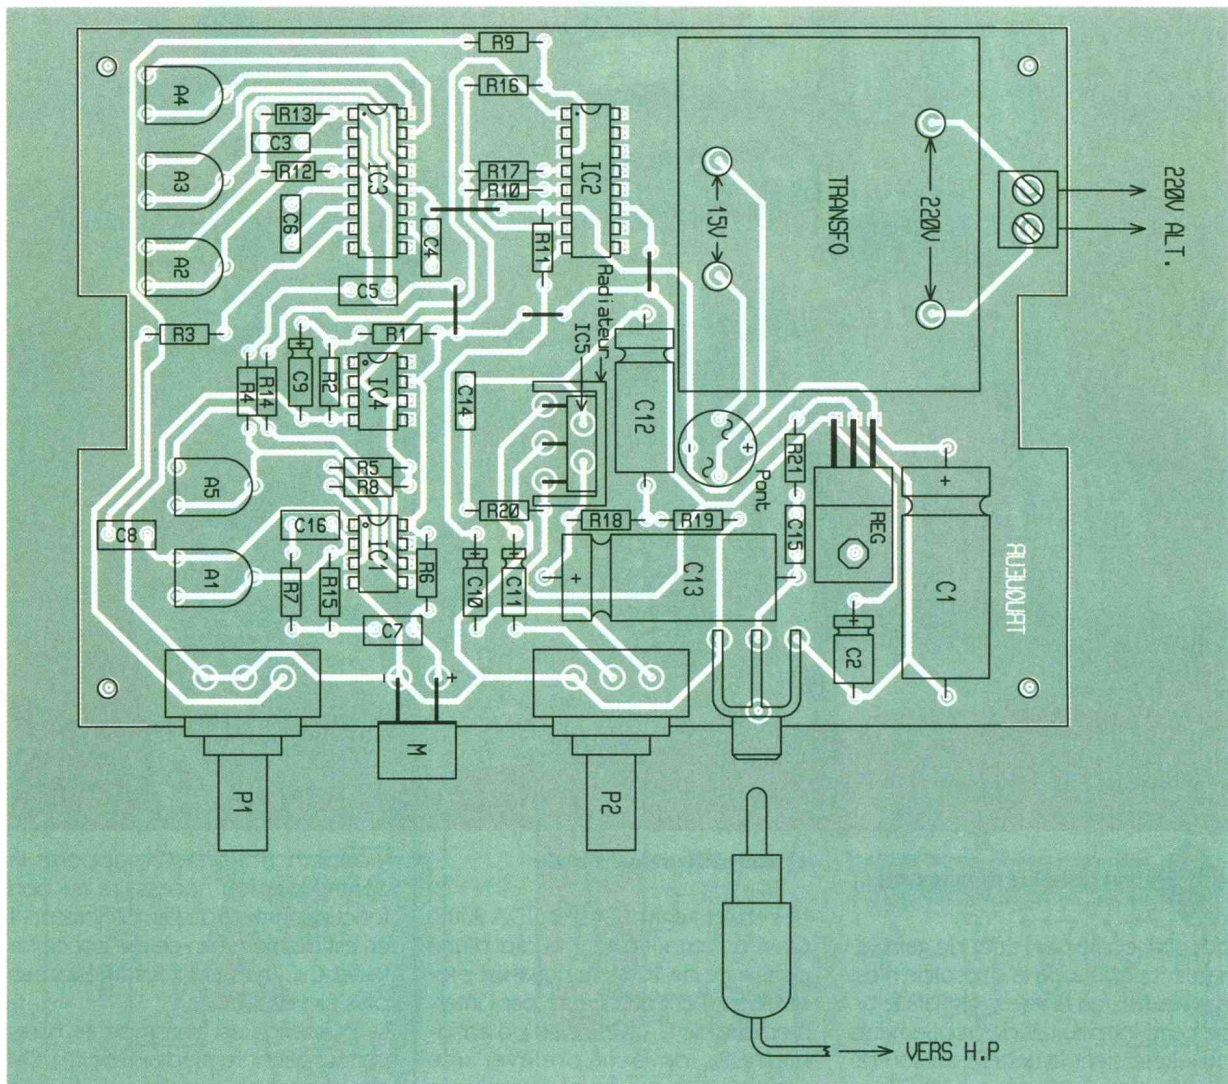 R9
A4
R16
R13
C3
IC3
IC2
A3
R12
R17
R10
C6
C4
R11
A2
C5
Radiateur
IC5
15V
TRANSFO
220V
220V ALT.
R3
R1
R4
R14
C9
R2
IC4
C14
C12
-
~
~
+
Pont
R21
+
A5
R5
R8
R20
R18
R19
REG
C8
C16
IC1
A1
R7
R15
R6
C10
C11
+
C13
C15
C1
TRUOUEJA
C7
C2
-
+
M
P1
P2
VERS H.P